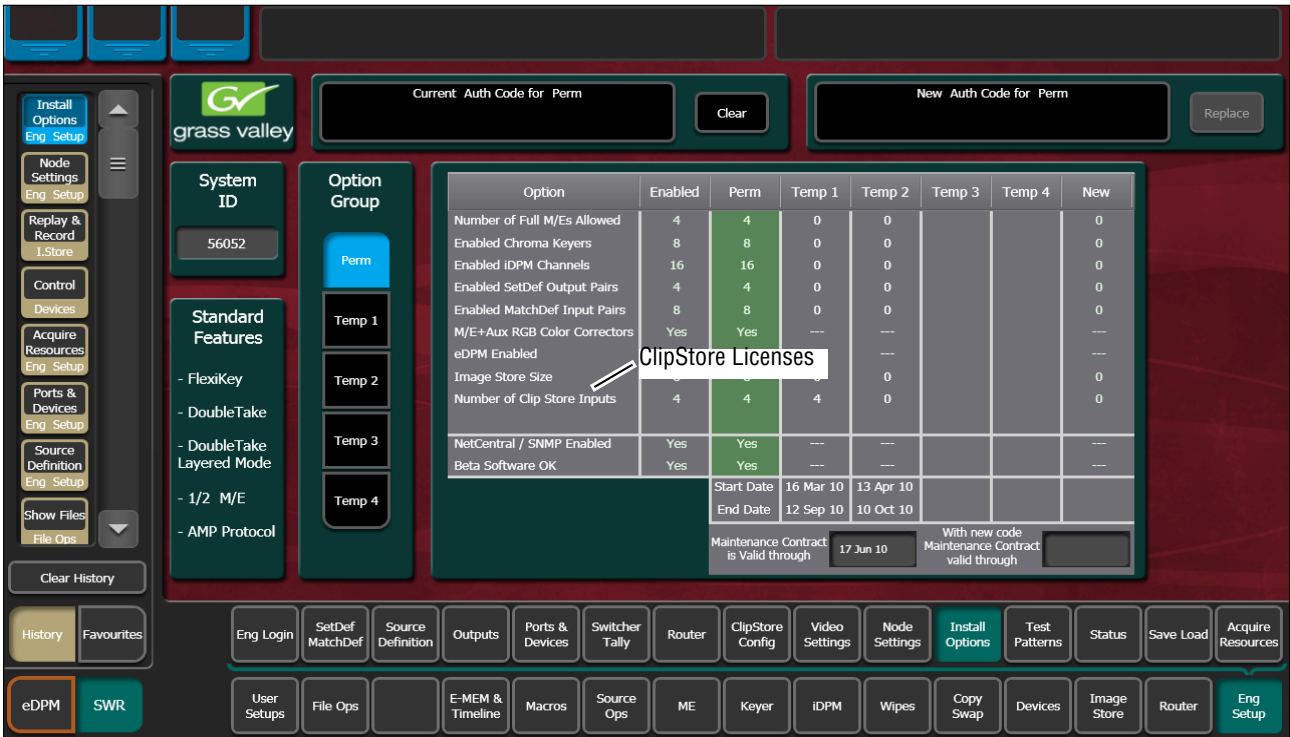 Install
Options
Eng Setup
Node
Settings
Eng Setup
Replay &
Record
I.Store
Control
Devices
Acquire
Resources
Eng Setup
Ports &
Devices
Eng Setup
Source
Definition
Eng Setup
Show Files
File Ops
Clear History
History Favourites
eDPM SWR
GV
grass valley
Current Auth Code for Perm
Clear
New Auth Code for Perm
Replace
System
ID
56052
Standard
Features
- FlexiKey
- DoubleTake
- DoubleTake
Layered Mode
- 1/2 M/E
- AMP Protocol
Option
Group
Perm
Temp 1
Temp 2
Temp 3
Temp 4
Option Enabled Perm Temp 1 Temp 2 Temp 3 Temp 4 New
Number of Full M/Es Allowed 4 4 0 0 0
Enabled Chroma Keyers 8 8 0 0 0
Enabled iDPM Channels 16 16 0 0 0
Enabled SetDef Output Pairs 4 4 0 0 0
Enabled MatchDef Input Pairs 8 8 0 0 0
M/E+Aux RGB Color Correctors Yes Yes --- --- ---
eDPM Enabled --- ---
ClipStore Licenses
Image Store Size 0 0
Number of Clip Store Inputs 4 4 4 0 0
NetCentral / SNMP Enabled Yes Yes --- --- ---
Beta Software OK Yes Yes --- --- ---
Start Date 16 Mar 10 13 Apr 10
End Date 12 Sep 10 10 Oct 10
Maintenance Contract
is Valid through
17 Jun 10
With new code
Maintenance Contract
valid through
Eng Login
SetDef
MatchDef
Source
Definition
Outputs
Ports &
Devices
Switcher
Tally
Router
ClipStore
Config
Video
Settings
Node
Settings
Install
Options
Test
Patterns
Status
Save Load
Acquire
Resources
User
Setups
File Ops
E-MEM &
Timeline
Macros
Source
Ops
ME
Keyer
iDPM
Wipes
Copy
Swap
Devices
Image
Store
Router
Eng
Setup